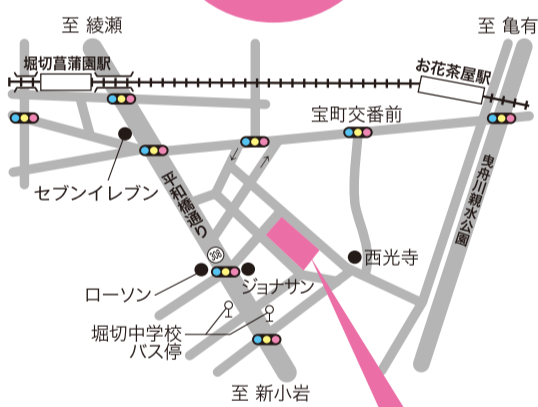 至 綾瀬
至 亀有
堀切菖蒲園駅
お花茶屋駅
宝町交番前
セブンイレブン
平和橋通り
曳舟川親水公園
308
西光寺
ローソン
ジョナサン
堀切中学校
バス停
至 新小岩